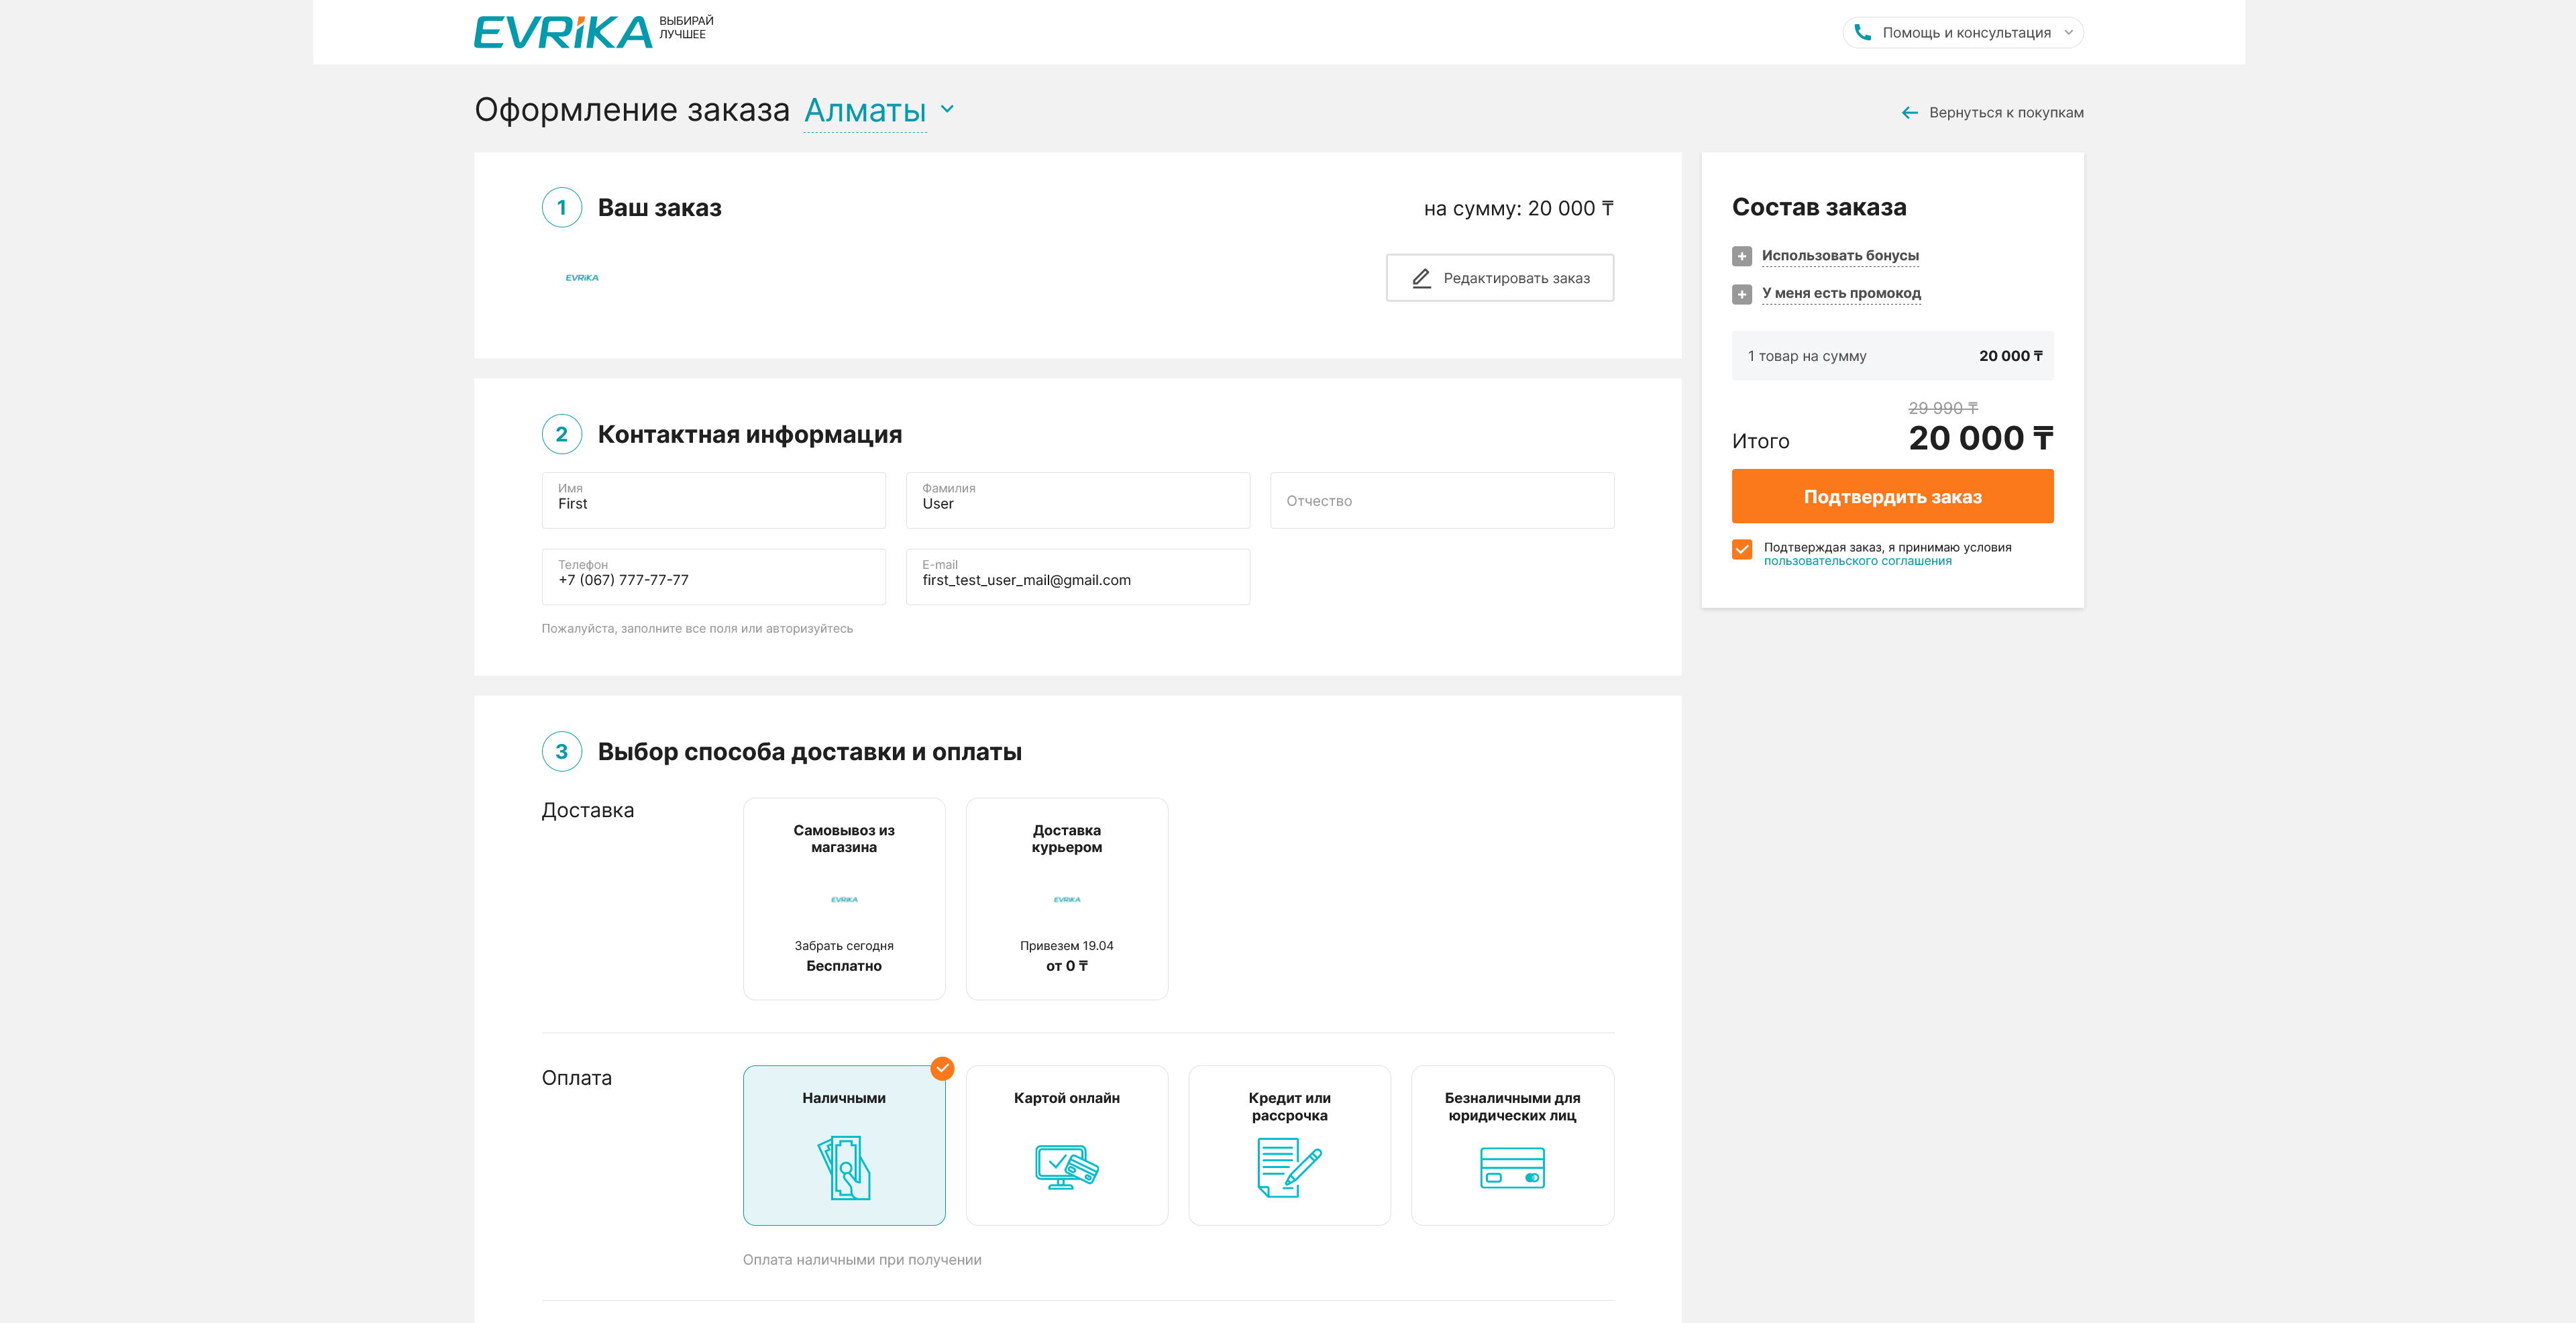 EVRIKA ВЫБИРАЙ
ЛУЧШЕЕ
Помощь и консультация
Оформление заказа Алматы
Вернуться к покупкам
1 Ваш заказ
на сумму: 20 000 ₸
EVRIKA
Редактировать заказ
2 Контактная информация
Имя
First
Фамилия
User
Отчество
Телефон
+7 (067) 777-77-77
E-mail
first_test_user_mail@gmail.com
Пожалуйста, заполните все поля или авторизуйтесь
3 Выбор способа доставки и оплаты
Доставка
Самовывоз из
магазина
EVRIKA
Забрать сегодня
Бесплатно
Доставка
курьером
EVRIKA
Привезем 19.04
от 0 ₸
Оплата
Наличными
Картой онлайн
Кредит или
рассрочка
Безналичными для
юридических лиц
Оплата наличными при получении
Состав заказа
Использовать бонусы
У меня есть промокод
1 товар на сумму 20 000 ₸
29 990 ₸
Итого 20 000 ₸
Подтвердить заказ
Подтверждая заказ, я принимаю условия
пользовательского соглашения